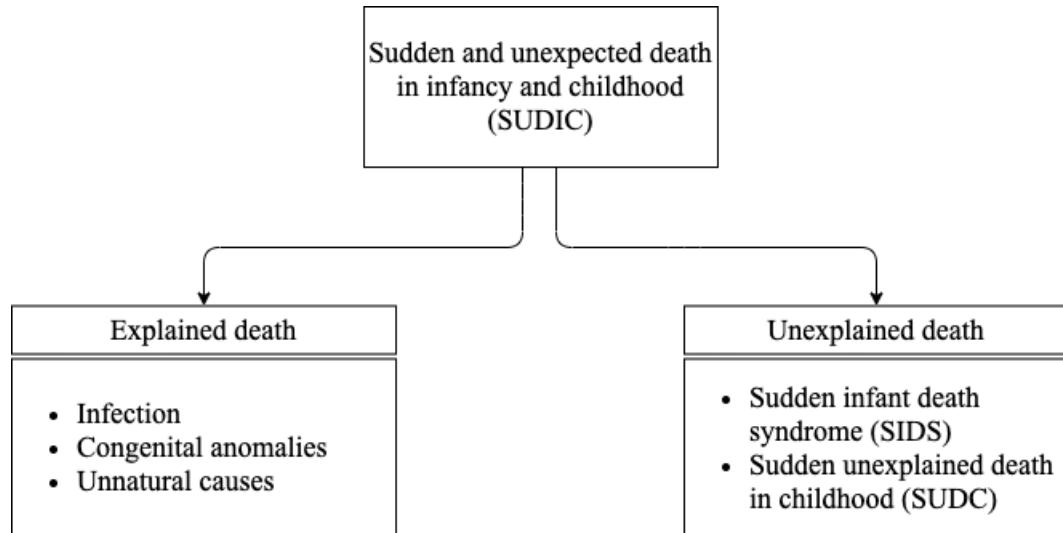 Sudden and unexpected death
in infancy and childhood
(SUDIC)
Explained death
Unexplained death
• Infection
• Congenital anomalies
• Unnatural causes
• Sudden infant death
syndrome (SIDS)
• Sudden unexplained death
in childhood (SUDC)